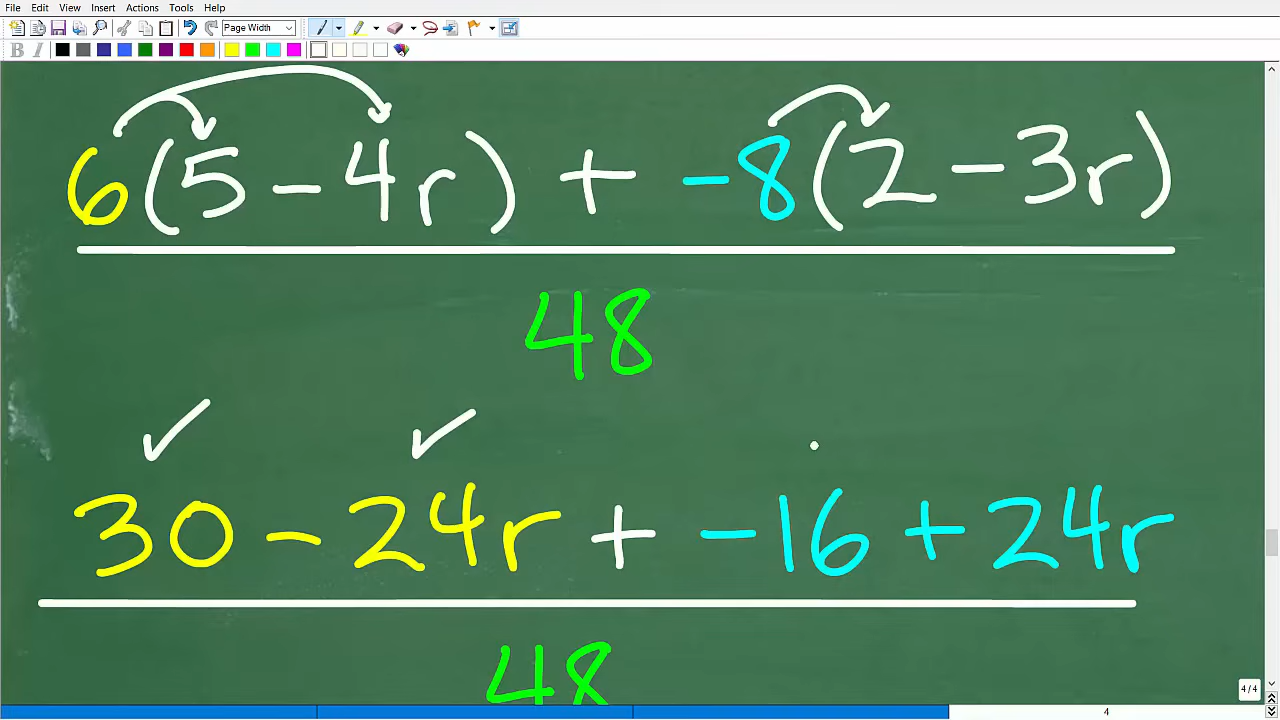 File Edit View Insert Actions Tools Help
Page Width
B I
6(5 - 4r) + -8(2 - 3r)
48
30 - 24r + -16 + 24r
48
4/4
4